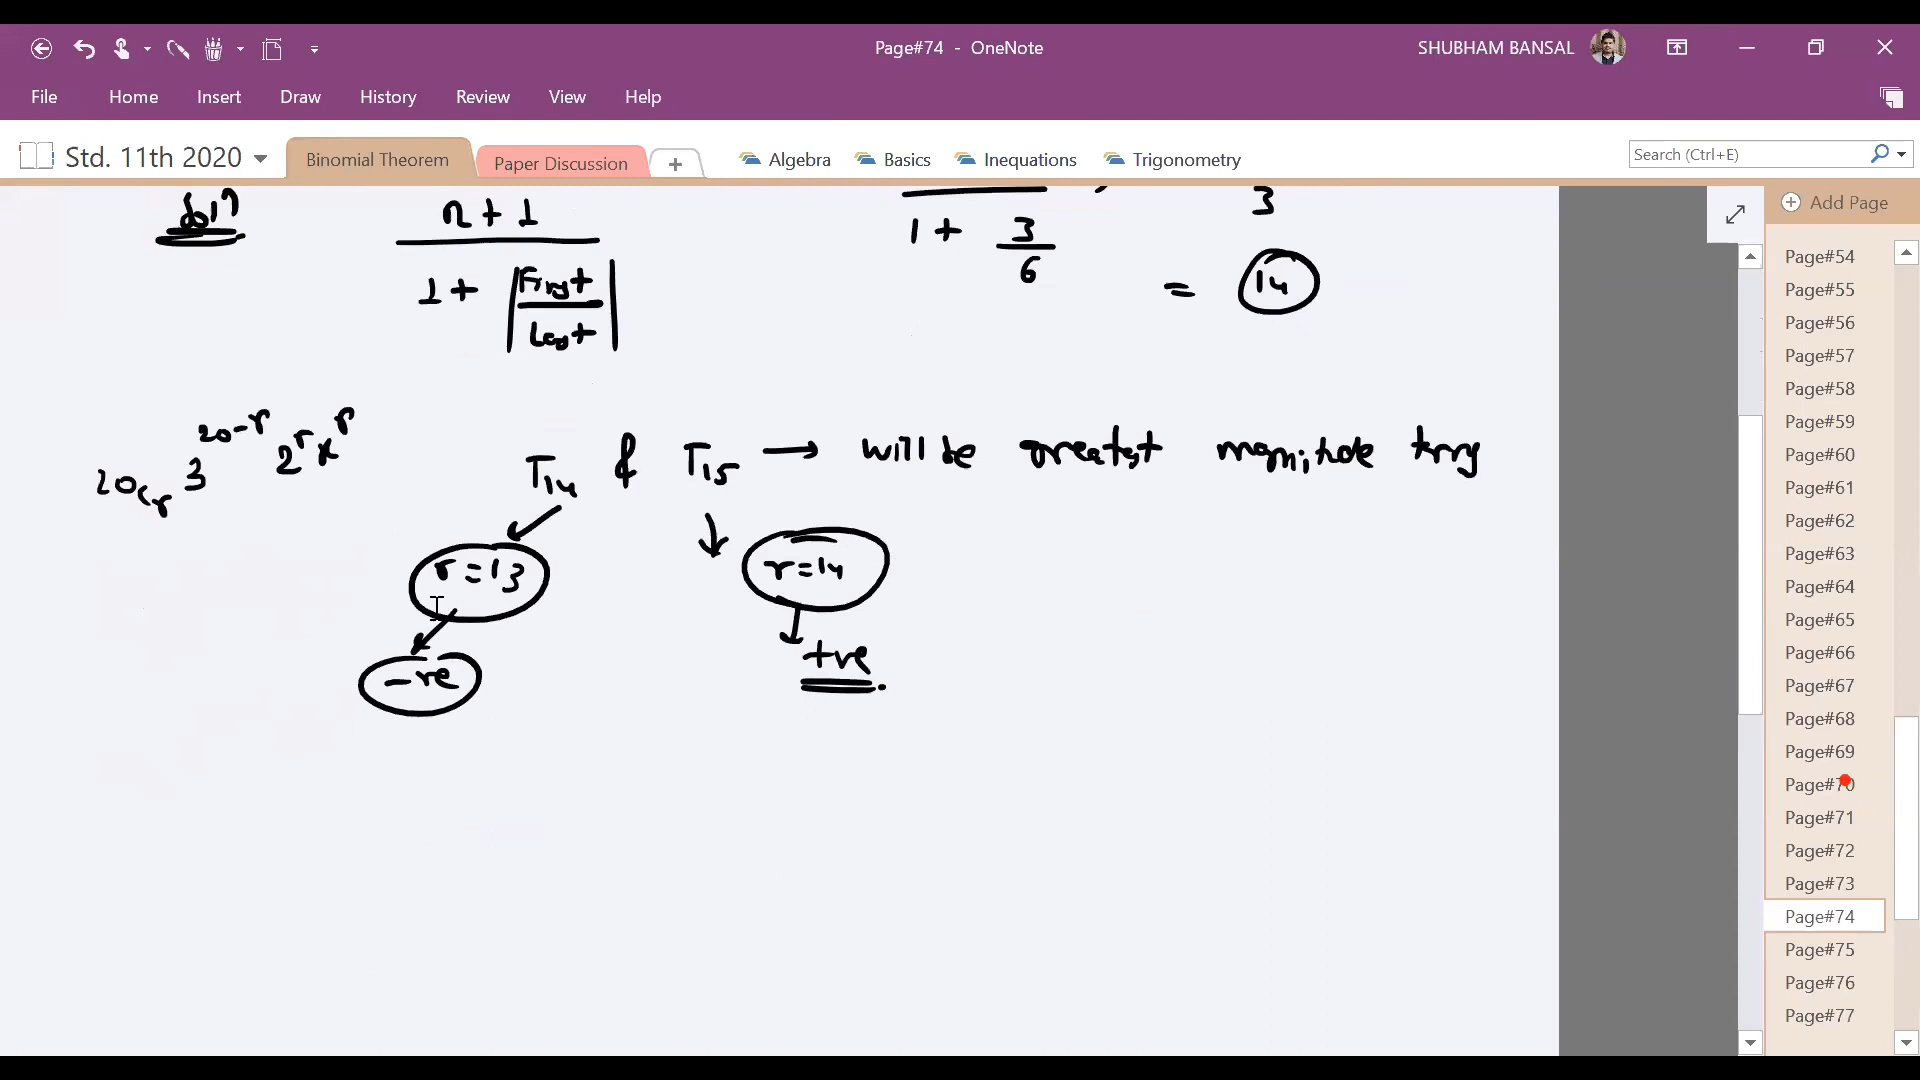 Page#74 - OneNote
SHUBHAM BANSAL
File Home Insert Draw History Review View Help
Std. 11th 2020
Binomial Theorem
Paper Discussion
+
Algebra
Basics
Inequations
Trigonometry
Search (Ctrl+E)
Add Page
Page#54
Page#55
Page#56
Page#57
Page#58
Page#59
Page#60
Page#61
Page#62
Page#63
Page#64
Page#65
Page#66
Page#67
Page#68
Page#69
Page#70
Page#71
Page#72
Page#73
Page#74
Page#75
Page#76
Page#77
Sol?
n + 1
1 + | First / Last |
1 + 3/6
3
= 14
20Cr 3^20-r 2^r x^r
T14 & T15 → will be greatest magnitude
r = 13
r = 14
-ve
+ve